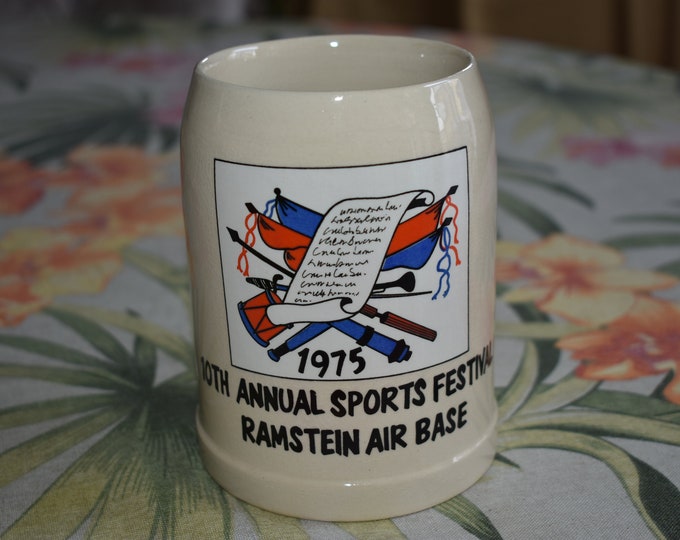 1975
10TH ANNUAL SPORTS FESTIVAL
RAMSTEIN AIR BASE